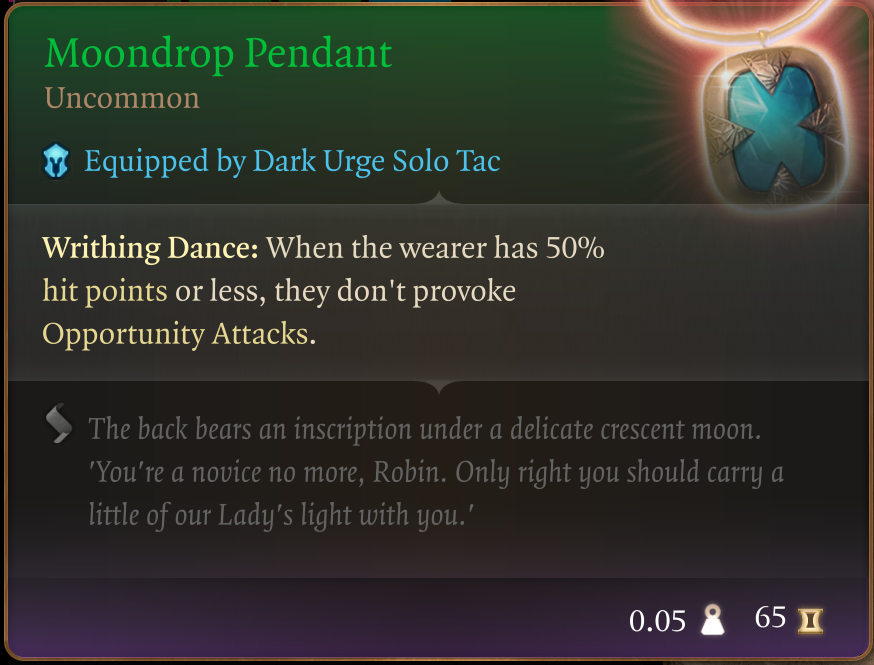 Moondrop Pendant
Uncommon
Equipped by Dark Urge Solo Tac
Writhing Dance: When the wearer has 50%
hit points or less, they don't provoke
Opportunity Attacks.
The back bears an inscription under a delicate crescent moon.
'You're a novice no more, Robin. Only right you should carry a
little of our Lady's light with you.'
0.05 65